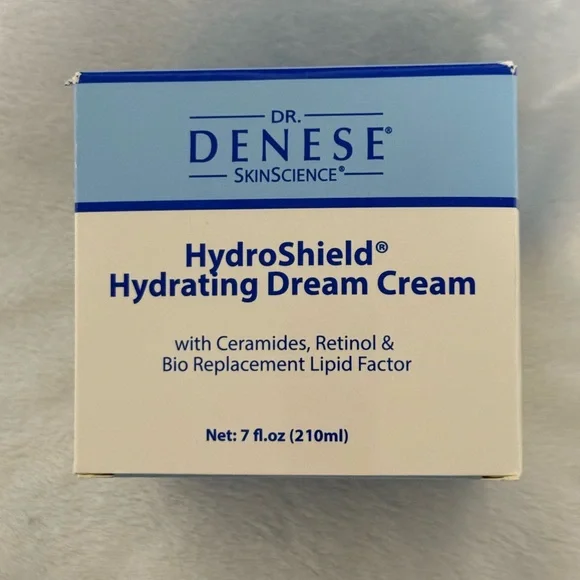 DR.
DENESE®
SKINSCIENCE®
HydroShield®
Hydrating Dream Cream
with Ceramides, Retinol &
Bio Replacement Lipid Factor
Net: 7 fl.oz (210ml)